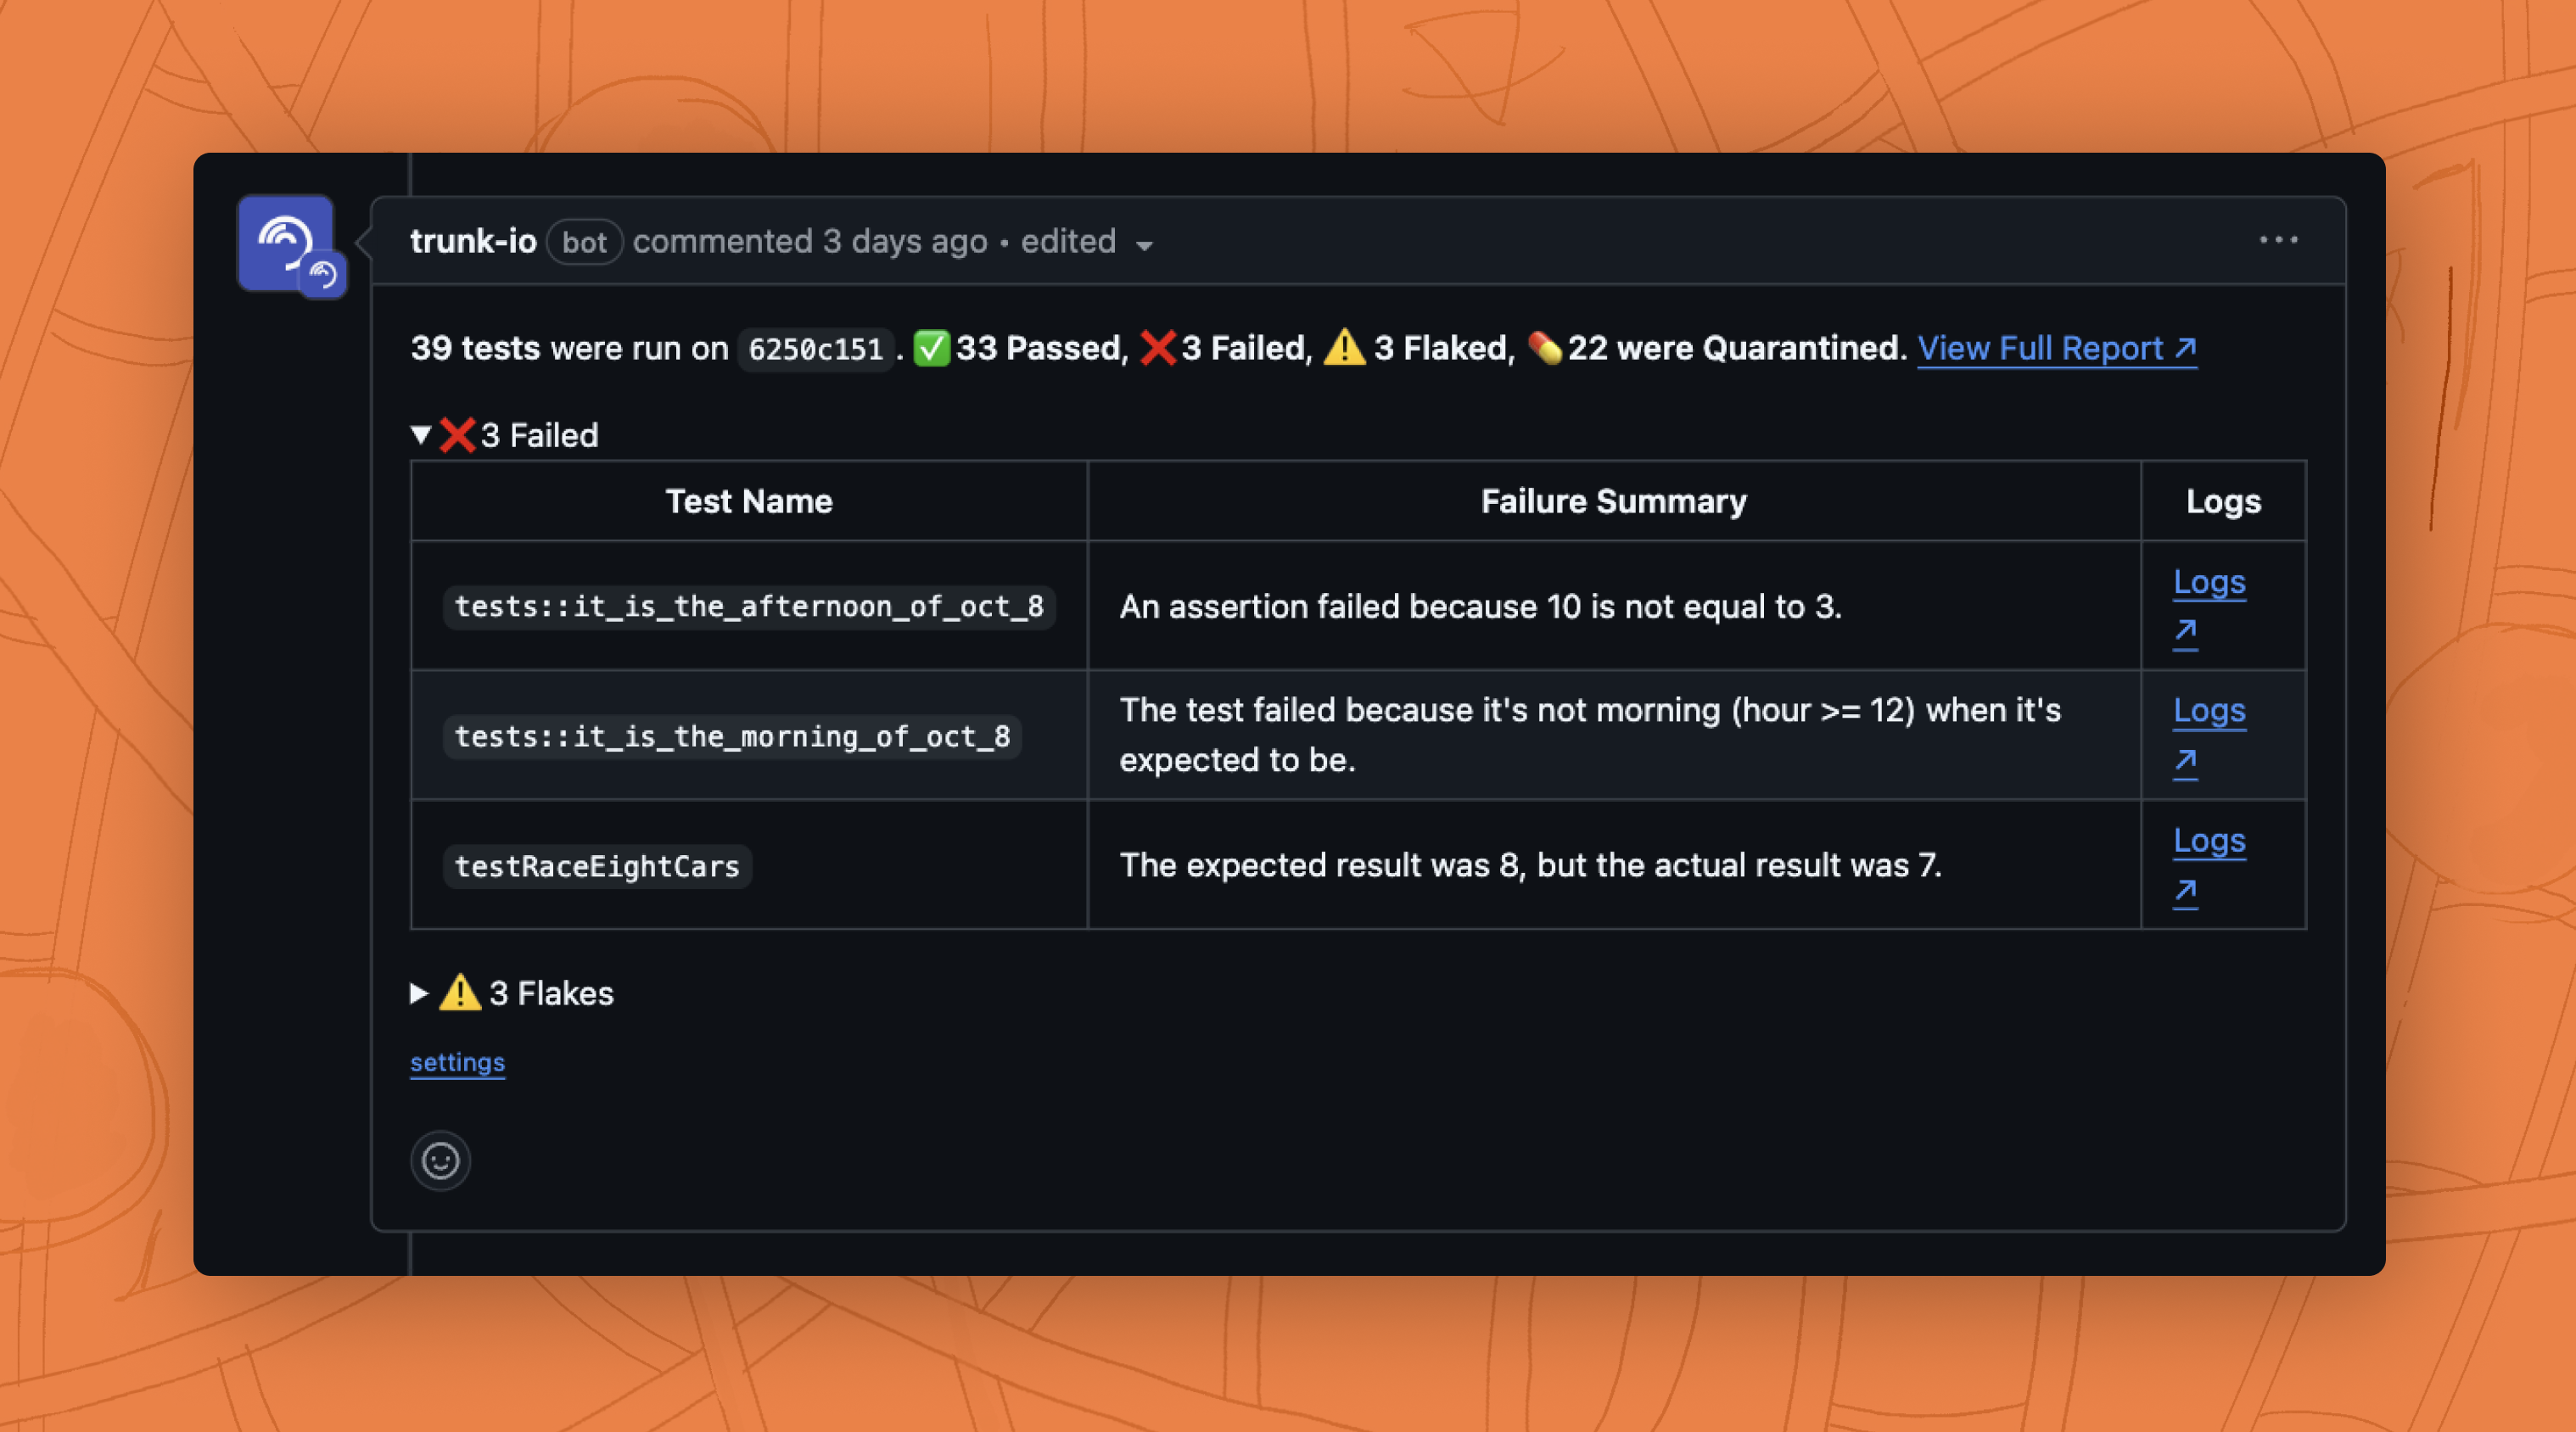 trunk-io bot commented 3 days ago • edited
39 tests were run on 6250c151. ✅33 Passed, ❌3 Failed, ⚠️ 3 Flaked, 💊22 were Quarantined. View Full Report ↗
▼❌3 Failed
Test Name Failure Summary Logs
tests::it_is_the_afternoon_of_oct_8 An assertion failed because 10 is not equal to 3. Logs
↗
tests::it_is_the_morning_of_oct_8 The test failed because it's not morning (hour >= 12) when it's Logs
expected to be. ↗
testRaceEightCars The expected result was 8, but the actual result was 7. Logs
↗
▶⚠️ 3 Flakes
settings